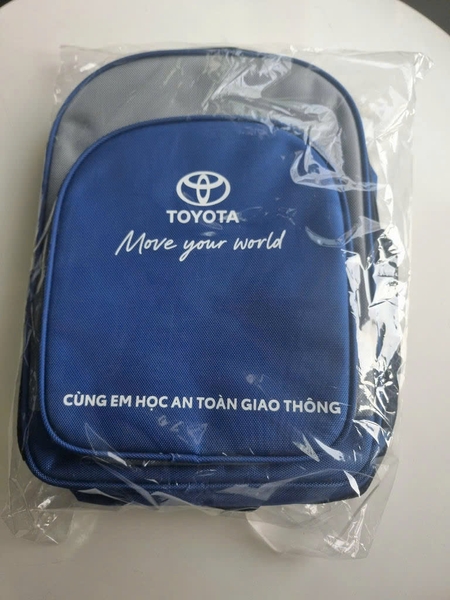 TOYOTA
Move your world
CÙNG EM HỌC AN TOÀN GIAO THÔNG